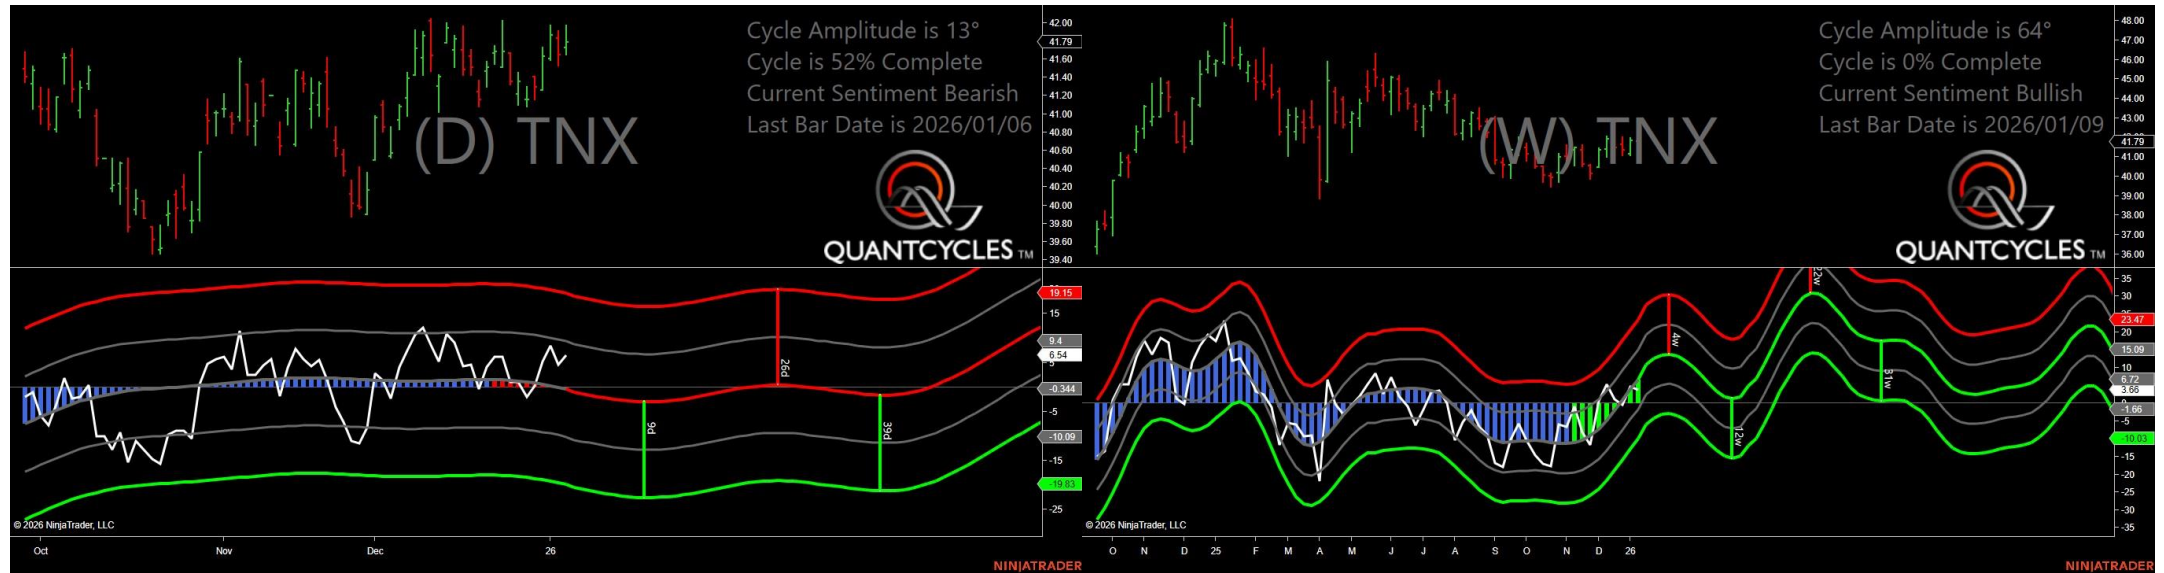 Cycle Amplitude is 13°
Cycle is 52% Complete
Current Sentiment Bearish
Last Bar Date is 2026/01/06
(D) TNX
QUANTCYCLES TM
42.00
41.79
41.60
41.40
41.20
41.00
40.80
40.60
40.40
40.20
40.00
39.80
39.60
39.40
19.15
15
9.4
6.54
-0.344
-5
-10.09
-15
-19.83
-25
26d
9d
39d
© 2026 NinjaTrader, LLC
Oct Nov Dec 26
NINJATRADER
Cycle Amplitude is 64°
Cycle is 0% Complete
Current Sentiment Bullish
Last Bar Date is 2026/01/09
(W) TNX
QUANTCYCLES TM
48.00
47.00
46.00
45.00
44.00
43.00
41.79
41.00
40.00
39.00
38.00
37.00
36.00
35
30
23.47
20
15.09
10
6.72
3.66
-1.66
-5
-10.03
-15
-20
-25
-30
-35
4w
12w
22w
31w
© 2026 NinjaTrader, LLC
O N D 25 F M A M J J A S O N D 26
NINJATRADER